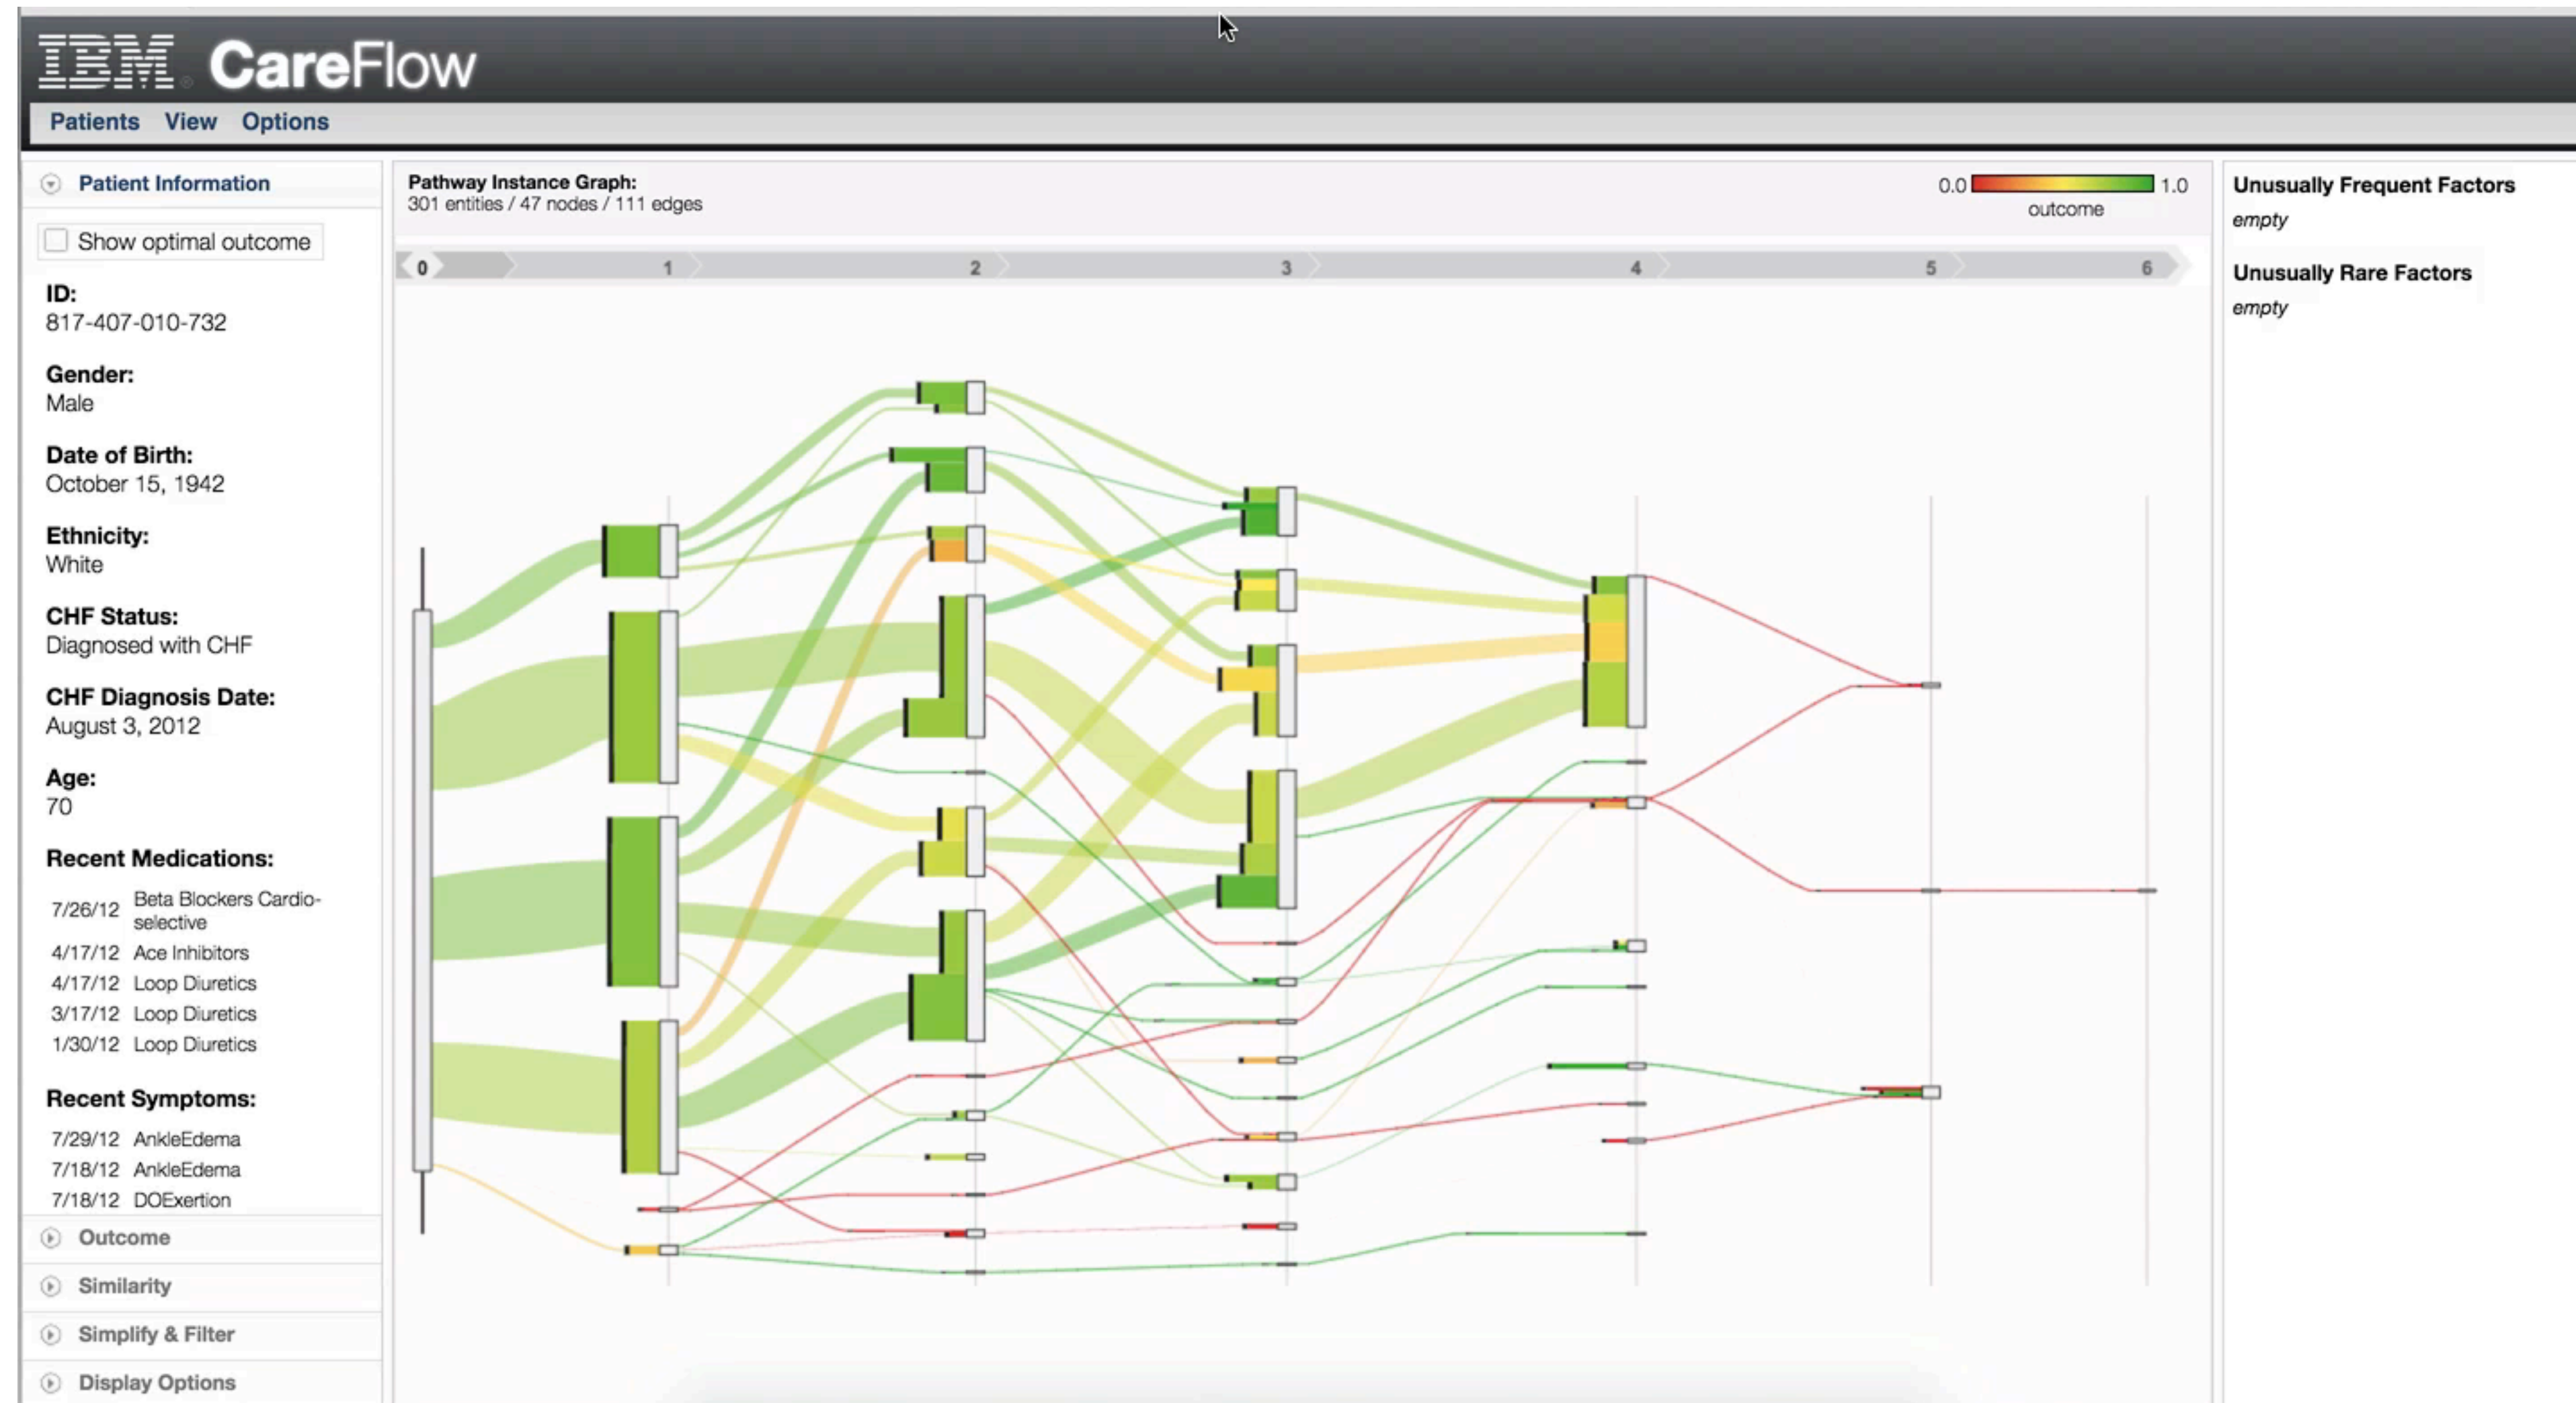 IBM® CareFlow
Patients View Options
Patient Information
Show optimal outcome
ID:
817-407-010-732
Gender:
Male
Date of Birth:
October 15, 1942
Ethnicity:
White
CHF Status:
Diagnosed with CHF
CHF Diagnosis Date:
August 3, 2012
Age:
70
Recent Medications:
7/26/12 Beta Blockers Cardio-
selective
4/17/12 Ace Inhibitors
4/17/12 Loop Diuretics
3/17/12 Loop Diuretics
1/30/12 Loop Diuretics
Recent Symptoms:
7/29/12 AnkleEdema
7/18/12 AnkleEdema
7/18/12 DOExertion
Outcome
Similarity
Simplify & Filter
Display Options
Pathway Instance Graph:
301 entities / 47 nodes / 111 edges
0.0 1.0
outcome
0 1 2 3 4 5 6
Unusually Frequent Factors
empty
Unusually Rare Factors
empty